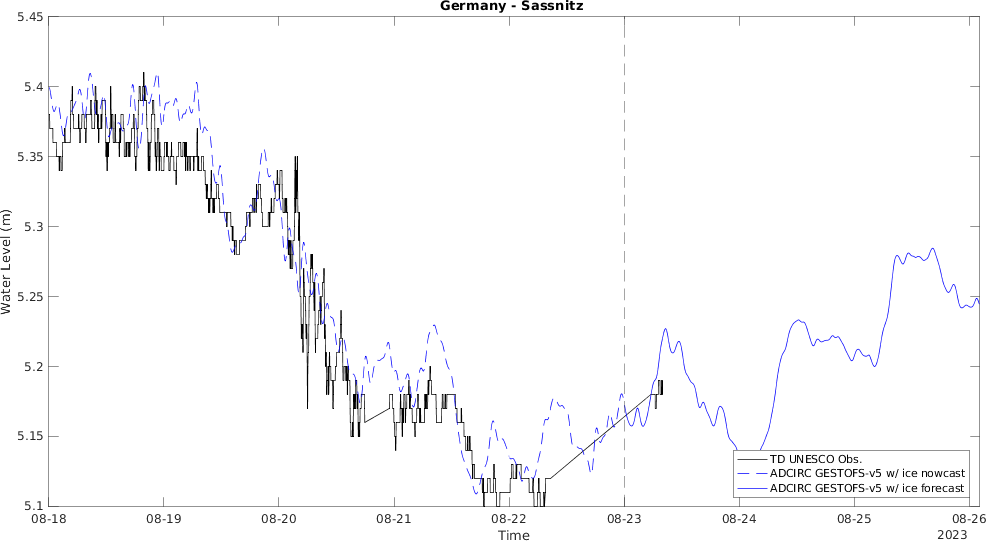 Germany - Sassnitz
5.45
5.4
5.35
5.3
5.25
5.2
5.15
5.1
Water Level (m)
TD UNESCO Obs.
ADCIRC GESTOFS-v5 w/ ice nowcast
ADCIRC GESTOFS-v5 w/ ice forecast
08-18 08-19 08-20 08-21 08-22 08-23 08-24 08-25 08-26
Time
2023